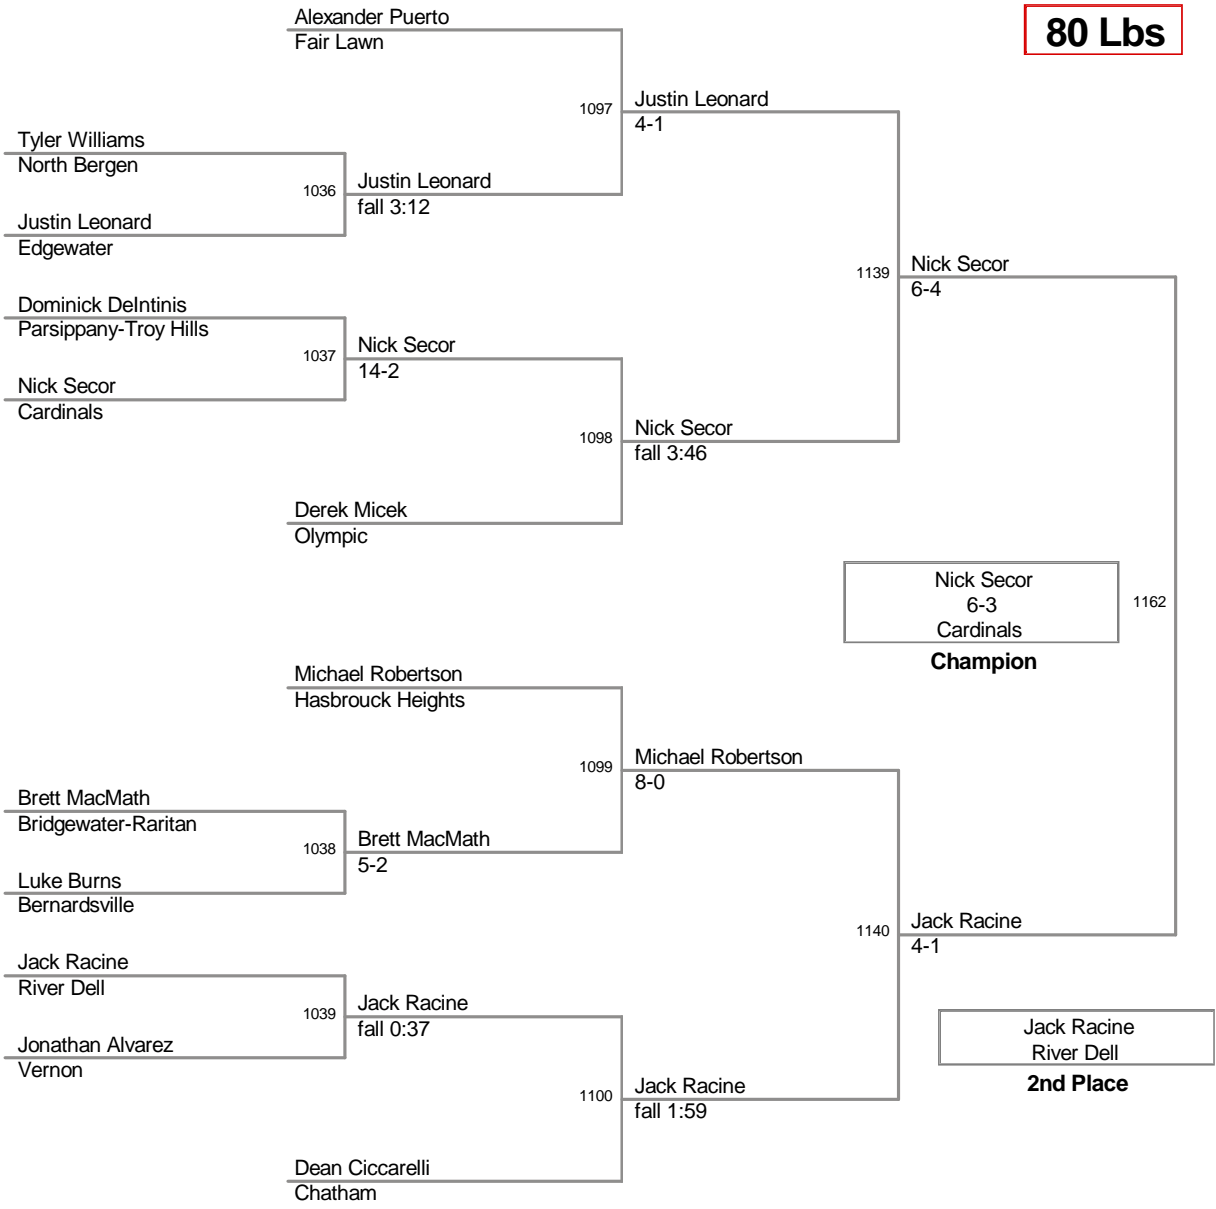 Alexander Puerto
Fair Lawn
80 Lbs
1097
Justin Leonard
4-1
Tyler Williams
North Bergen
1036
Justin Leonard
fall 3:12
Justin Leonard
Edgewater
1139
Nick Secor
6-4
Dominick DeIntinis
Parsippany-Troy Hills
1037
Nick Secor
14-2
Nick Secor
Cardinals
1098
Nick Secor
fall 3:46
Derek Micek
Olympic
Nick Secor
6-3
Cardinals
Champion
1162
Michael Robertson
Hasbrouck Heights
1099
Michael Robertson
8-0
Brett MacMath
Bridgewater-Raritan
1038
Brett MacMath
5-2
Luke Burns
Bernardsville
1140
Jack Racine
4-1
Jack Racine
River Dell
1039
Jack Racine
fall 0:37
Jonathan Alvarez
Vernon
Jack Racine
River Dell
2nd Place
1100
Jack Racine
fall 1:59
Dean Ciccarelli
Chatham